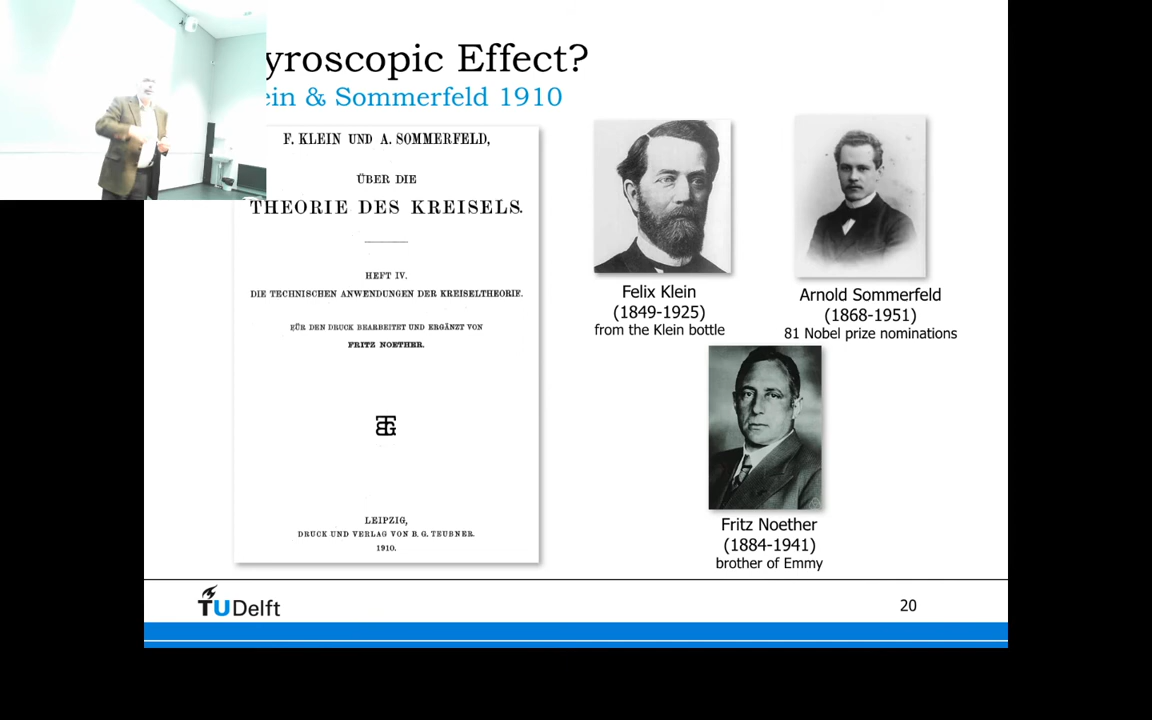 yroscopic Effect?
ein & Sommerfeld 1910
F. KLEIN UND A. SOMMERFELD,
ÜBER DIE
THEORIE DES KREISELS.
HEFT IV.
DIE TECHNISCHEN ANWENDUNGEN DER KREISELTHEORIE.
FÜR DEN DRUCK BEARBEITET UND ERGÄNZT VON
FRITZ NOETHER.
BTG
LEIPZIG,
DRUCK UND VERLAG VON B. G. TEUBNER.
1910.
Felix Klein
(1849-1925)
from the Klein bottle
Arnold Sommerfeld
(1868-1951)
81 Nobel prize nominations
Fritz Noether
(1884-1941)
brother of Emmy
TUDelft
20